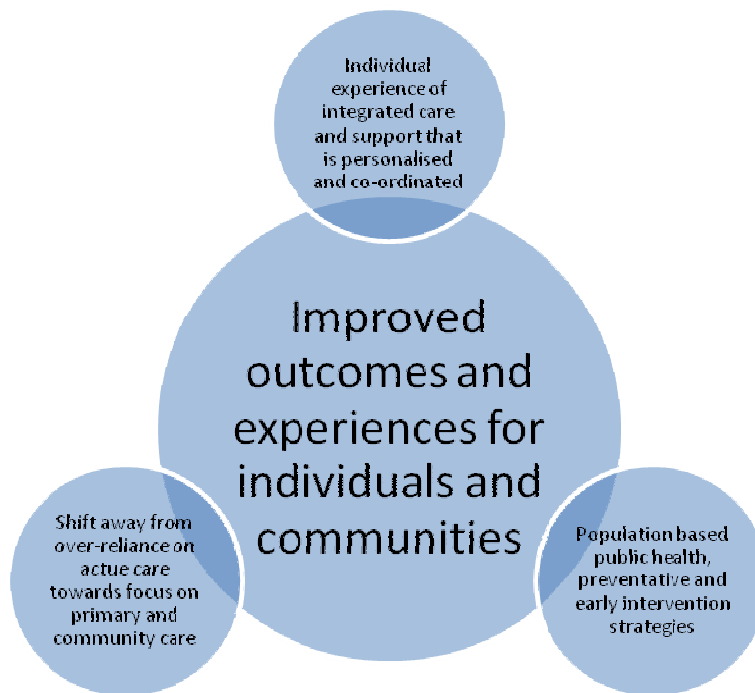 Individual
experience of
integrated care
and support that
is personalised
and co-ordinated
Improved
outcomes and
experiences for
individuals and
communities
Shift away from
over-reliance on
actue care
towards focus on
primary and
community care
Population based
public health,
preventative and
early intervention
strategies